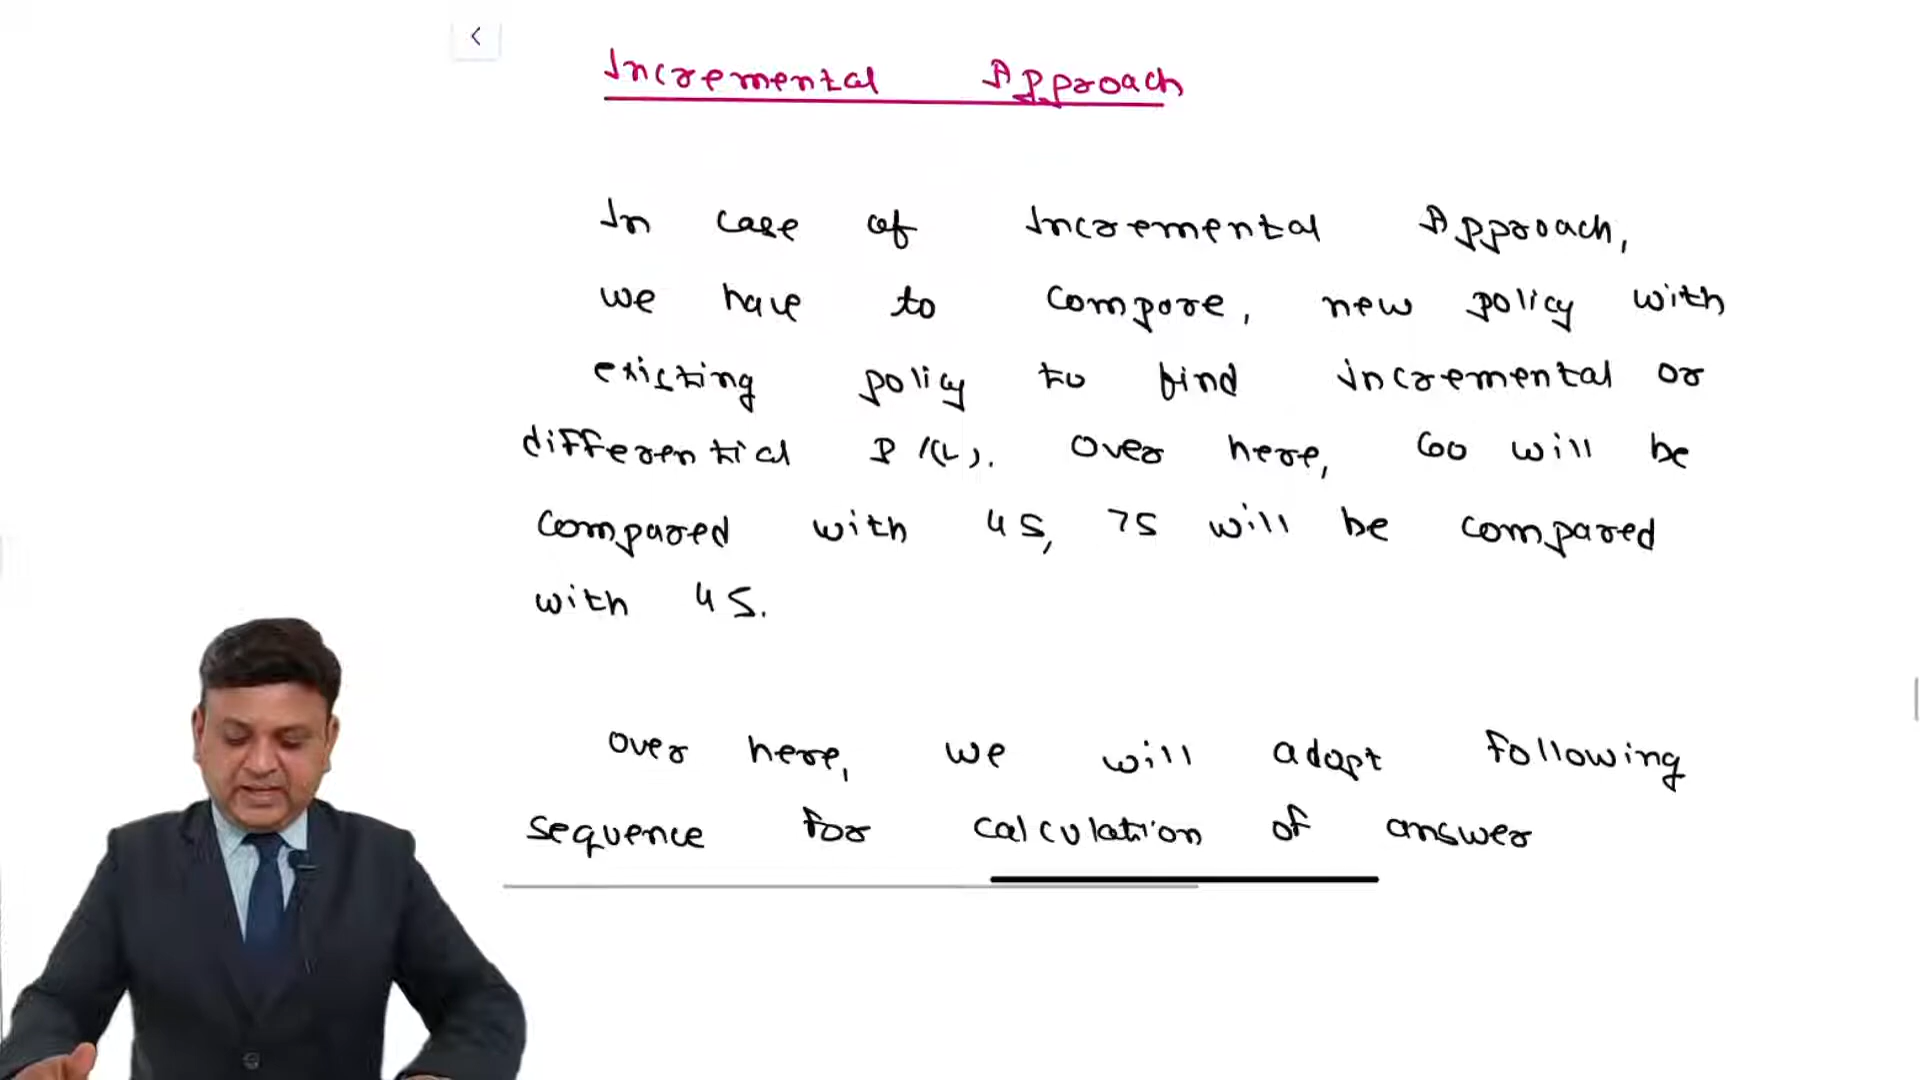 Incremental Approach
In case of Incremental Approach,
we have to compare, new policy with
existing policy to find incremental or
differential P/(L). Over here, 60 will be
compared with 45, 75 will be compared
with 45.
Over here, we will adopt following
sequence for calculation of answer